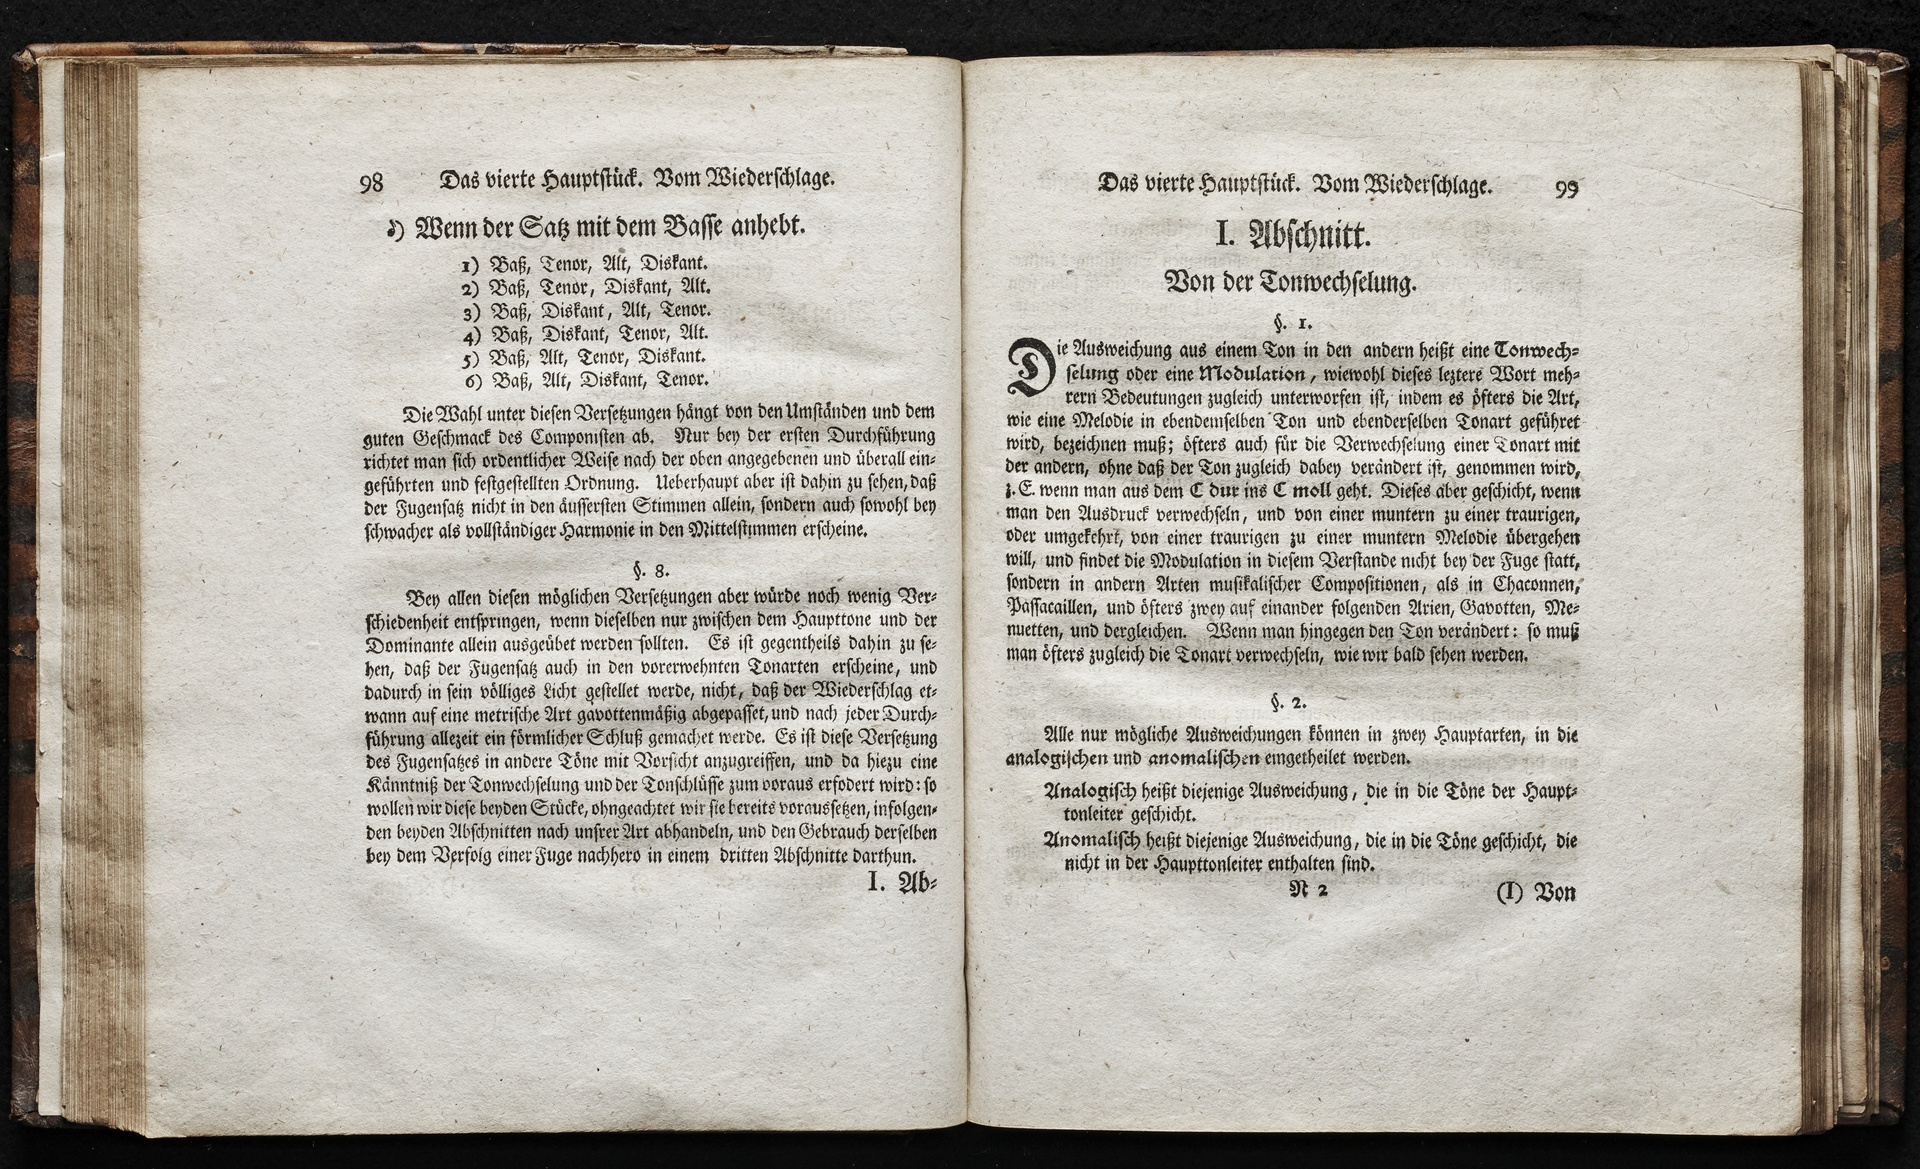 98 Das vierte Hauptstück. Vom Wiederschlage.
δ) Wenn der Satz mit dem Basse anhebt.
1) Baß, Tenor, Alt, Diskant.
2) Baß, Tenor, Diskant, Alt.
3) Baß, Diskant, Alt, Tenor.
4) Baß, Diskant, Tenor, Alt.
5) Baß, Alt, Tenor, Diskant.
6) Baß, Alt, Diskant, Tenor.
Die Wahl unter diesen Versetzungen hängt von den Umständen und dem
guten Geschmack des Componisten ab. Nur bey der ersten Durchführung
richtet man sich ordentlicher Weise nach der oben angegebenen und überall ein-
geführten und festgestellten Ordnung. Ueberhaupt aber ist dahin zu sehen, daß
der Fugensatz nicht in den äussersten Stimmen allein, sondern auch sowohl bey
schwacher als vollständiger Harmonie in den Mittelstimmen erscheine.
§. 8.
Bey allen diesen möglichen Versetzungen aber würde noch wenig Ver-
schiedenheit entspringen, wenn dieselben nur zwischen dem Haupttone und der
Dominante allein ausgeübet werden sollten. Es ist gegentheils dahin zu se-
hen, daß der Fugensatz auch in den vorerwehnten Tonarten erscheine, und
dadurch in sein völliges Licht gestellet werde, nicht, daß der Wiederschlag et-
wann auf eine metrische Art gavottenmäßig abgepasset, und nach jeder Durch-
führung allezeit ein förmlicher Schluß gemachet werde. Es ist diese Versetzung
des Fugensatzes in andere Töne mit Vorsicht anzugreiffen, und da hiezu eine
Känntniß der Tonwechselung und der Tonschlüsse zum voraus erfodert wird: so
wollen wir diese beyden Stücke, ohngeachtet wir sie bereits voraussetzen, infolgen-
den beyden Abschnitten nach unsrer Art abhandeln, und den Gebrauch derselben
bey dem Verfolg einer Fuge nachhero in einem dritten Abschnitte darthun.
I. Ab-
Das vierte Hauptstück. Vom Wiederschlage. 99
I. Abschnitt.
Von der Tonwechselung.
§. 1.
Die Ausweichung aus einem Ton in den andern heißt eine Tonwech-
selung oder eine Modulation, wiewohl dieses leztere Wort meh-
rern Bedeutungen zugleich unterworfen ist, indem es öfters die Art,
wie eine Melodie in ebendemselben Ton und ebenderselben Tonart geführet
wird, bezeichnen muß; öfters auch für die Verwechselung einer Tonart mit
der andern, ohne daß der Ton zugleich dabey verändert ist, genommen wird,
z. E. wenn man aus dem C dur ins C moll geht. Dieses aber geschicht, wenn
man den Ausdruck verwechseln, und von einer muntern zu einer traurigen,
oder umgekehrt, von einer traurigen zu einer muntern Melodie übergehen
will, und findet die Modulation in diesem Verstande nicht bey der Fuge statt,
sondern in andern Arten musikalischer Compositionen, als in Chaconnen,
Passacaillen, und öfters zwey auf einander folgenden Arien, Gavotten, Me-
nuetten, und dergleichen. Wenn man hingegen den Ton verändert: so muß
man öfters zugleich die Tonart verwechseln, wie wir bald sehen werden.
§. 2.
Alle nur mögliche Ausweichungen können in zwey Hauptarten, in die
analogischen und anomalischen eingetheilet werden.
Analogisch heißt diejenige Ausweichung, die in die Töne der Haupt-
tonleiter geschicht.
Anomalisch heißt diejenige Ausweichung, die in die Töne geschicht, die
nicht in der Haupttonleiter enthalten sind.
N 2 (I) Von